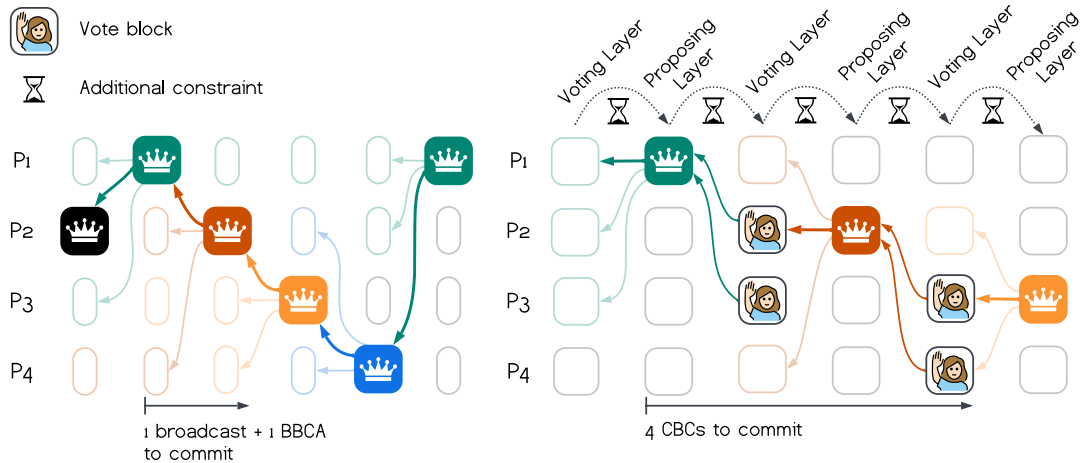 Vote block
Additional constraint
Voting Layer
Proposing
Layer
Voting Layer
Proposing
Layer
Voting Layer
Proposing
Layer
P1
P2
P3
P4
P1
P2
P3
P4
1 broadcast + 1 BBCA
to commit
4 CBCs to commit